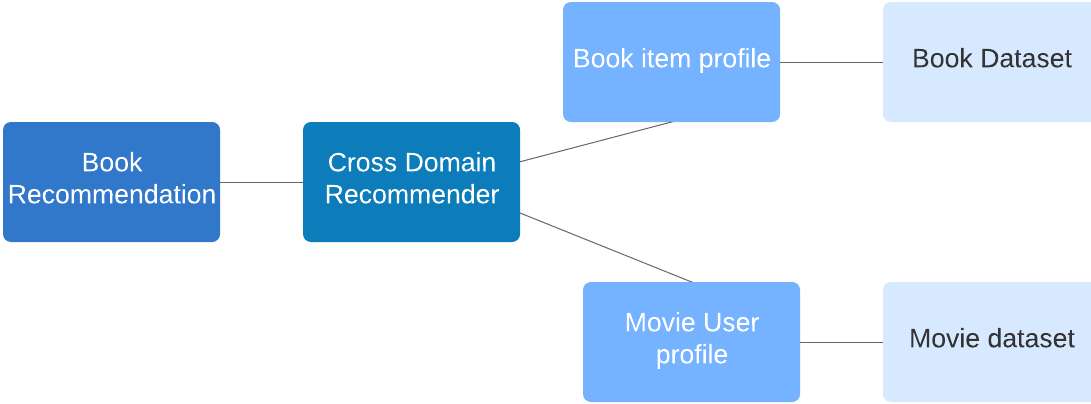 Book item profile
Book Dataset
Book
Recommendation
Cross Domain
Recommender
Movie User
profile
Movie dataset